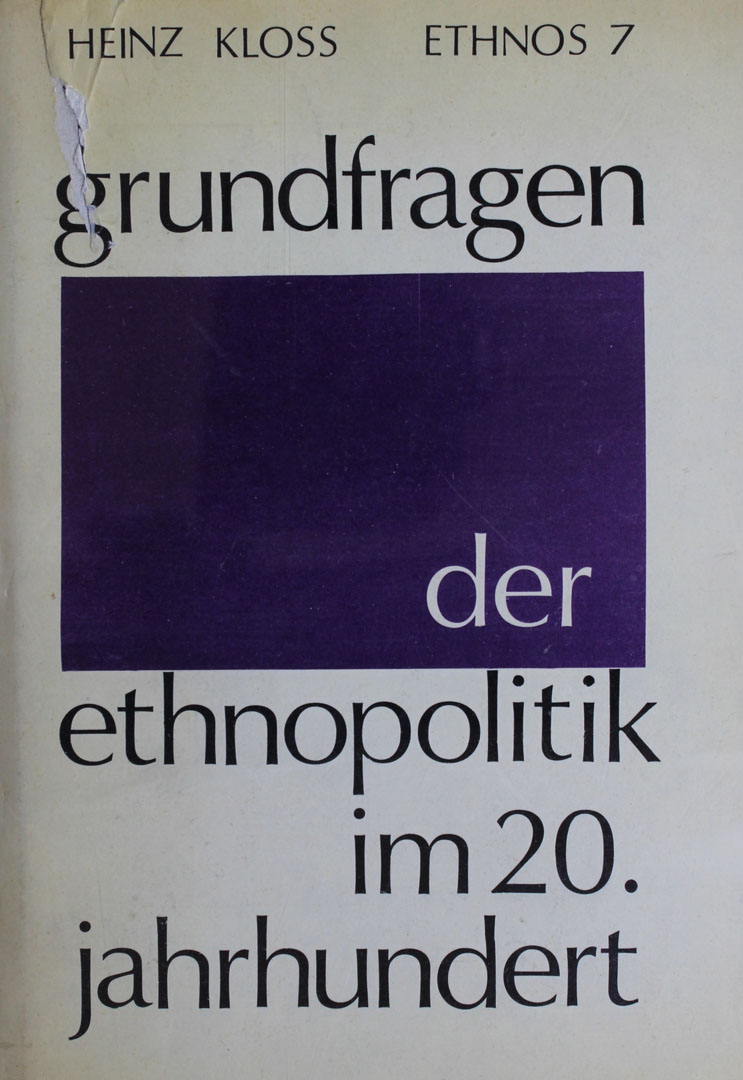 HEINZ KLOSS ETHNOS 7
grundfragen
der
ethnopolitik
im 20.
jahrhundert